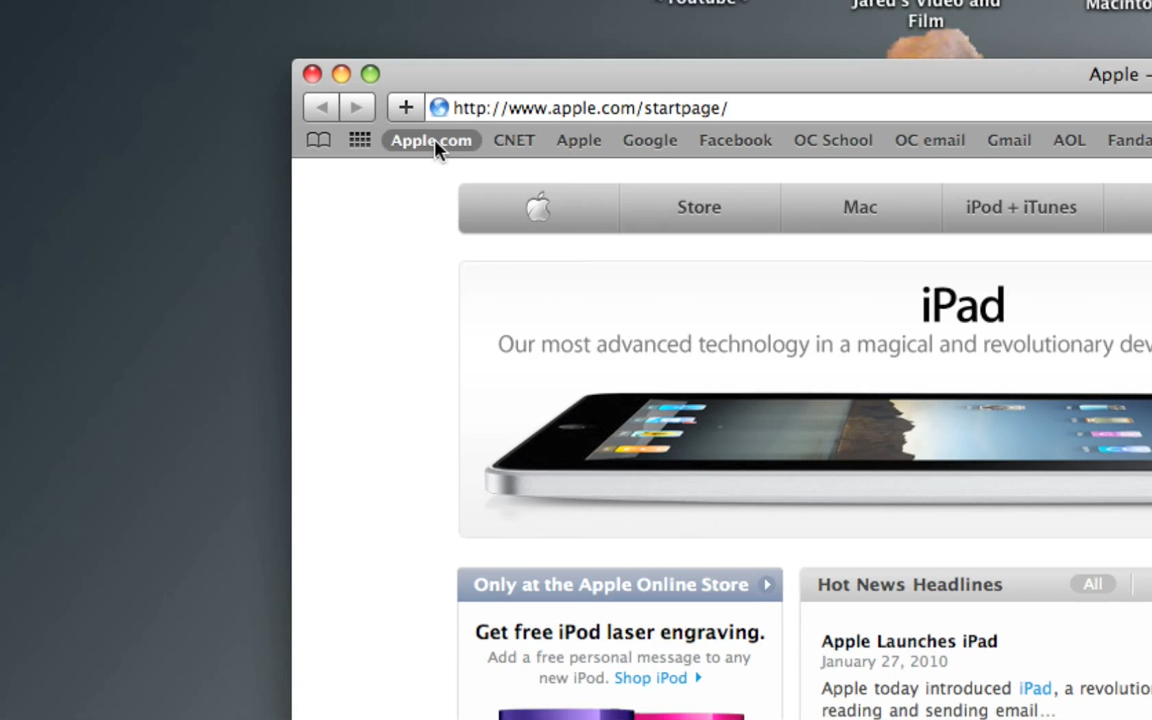 Youtube
Jared's Video and
Film
Apple –
http://www.apple.com/startpage/
Apple.com CNET Apple Google Facebook OC School OC email Gmail AOL
Store Mac iPod + iTunes
iPad
Our most advanced technology in a magical and revolutionary
Only at the Apple Online Store
Hot News Headlines All
Get free iPod laser engraving.
Add a free personal message to any
new iPod. Shop iPod
Apple Launches iPad
January 27, 2010
Apple today introduced iPad, a
reading and sending email...